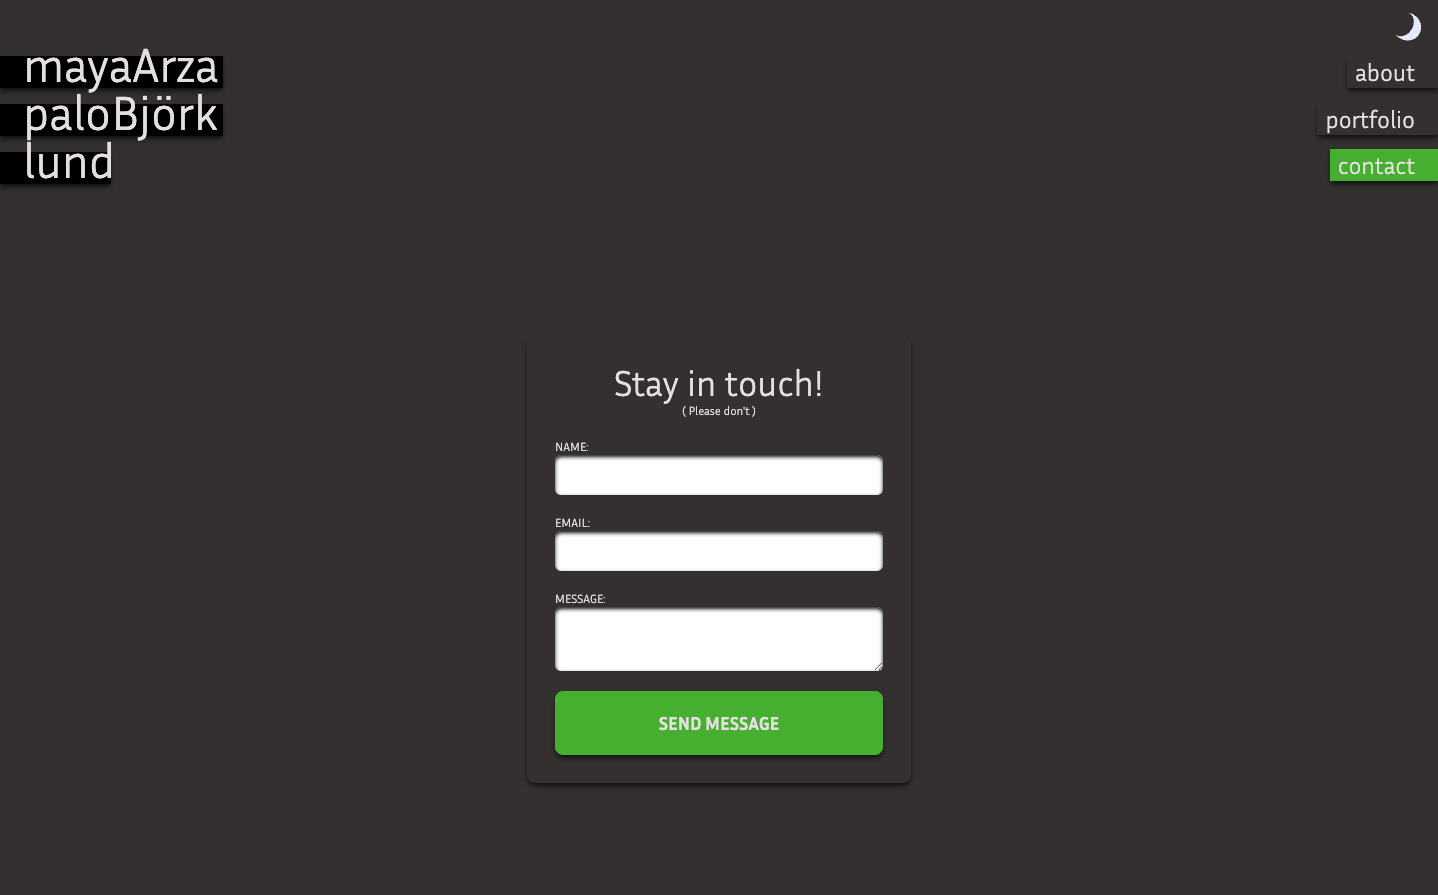 mayaArza
paloBjörk
lund
about
portfolio
contact
Stay in touch!
( Please don't )
NAME:
EMAIL:
MESSAGE:
SEND MESSAGE